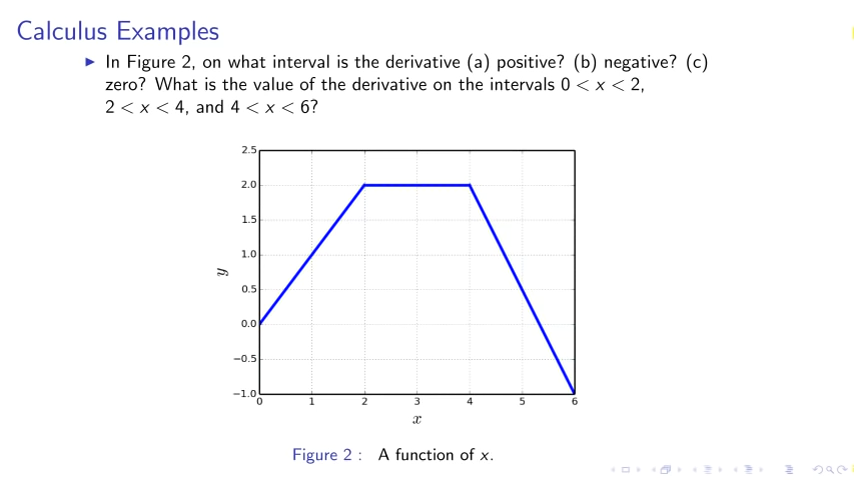 Calculus Examples
▶ In Figure 2, on what interval is the derivative (a) positive? (b) negative? (c)
zero? What is the value of the derivative on the intervals 0 < x < 2,
2 < x < 4, and 4 < x < 6?
2.5
2.0
1.5
1.0
0.5
0.0
−0.5
−1.0
y
0 1 2 3 4 5 6
x
Figure 2 : A function of x.